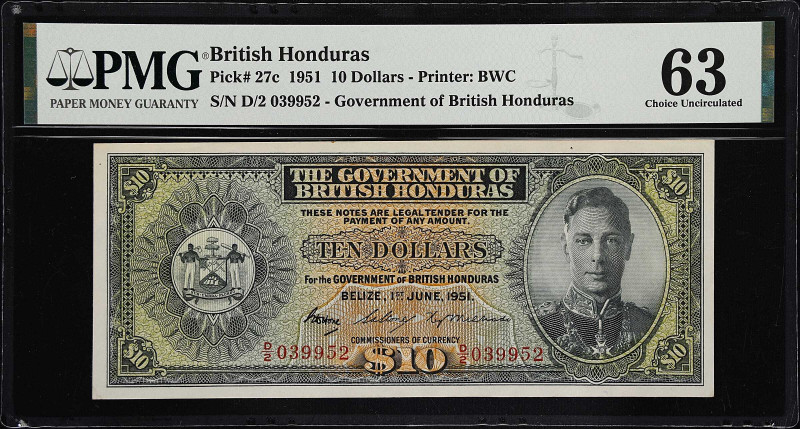 PMG®
PAPER MONEY GUARANTY
British Honduras
Pick# 27c 1951 10 Dollars - Printer: BWC
S/N D/2 039952 - Government of British Honduras
63
Choice Uncirculated
$10
$10
THE GOVERNMENT OF
BRITISH HONDURAS
THESE NOTES ARE LEGAL TENDER FOR THE
PAYMENT OF ANY AMOUNT.
TEN DOLLARS
For the GOVERNMENT OF BRITISH HONDURAS
BELIZE, 1ST JUNE, 1951.
COMMISSIONERS OF CURRENCY
D/2 039952
D/2 039952
$10
$10
$10